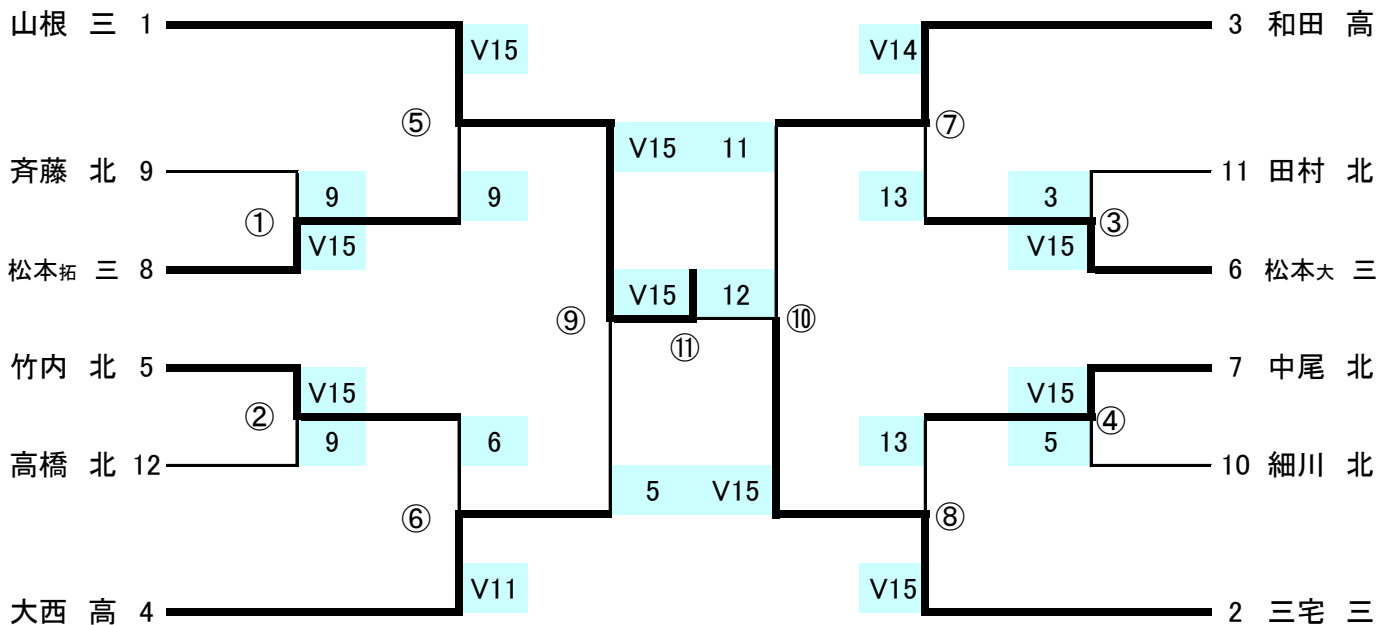 山根 三 1
V15
V14
3 和田 高
⑤
⑦
V15 11
斉藤 北 9
9
9
13
3
11 田村 北
①
③
V15
V15
松本拓 三 8
6 松本大 三
V15 12
⑨
⑩
⑪
竹内 北 5
7 中尾 北
V15
V15
②
④
9
6
13
5
高橋 北 12
10 細川 北
5 V15
⑥
⑧
V11
V15
大西 高 4
2 三宅 三